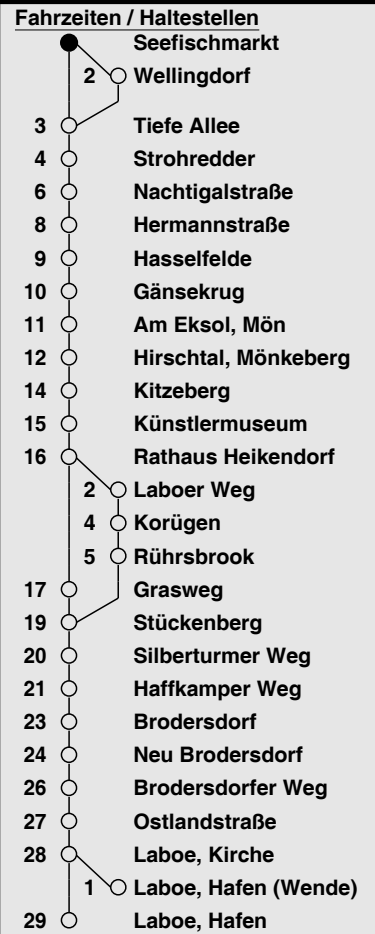 Fahrzeiten / Haltestellen
Seefischmarkt
2 Wellingdorf
3 Tiefe Allee
4 Strohredder
6 Nachtigalstraße
8 Hermannstraße
9 Hasselfelde
10 Gänsekrug
11 Am Eksol, Mön
12 Hirschtal, Mönkeberg
14 Kitzeberg
15 Künstlermuseum
16 Rathaus Heikendorf
2 Laboer Weg
4 Korügen
5 Rührsbrook
17 Grasweg
19 Stückenberg
20 Silberturmer Weg
21 Haffkamper Weg
23 Brodersdorf
24 Neu Brodersdorf
26 Brodersdorfer Weg
27 Ostlandstraße
28 Laboe, Kirche
1 Laboe, Hafen (Wende)
29 Laboe, Hafen